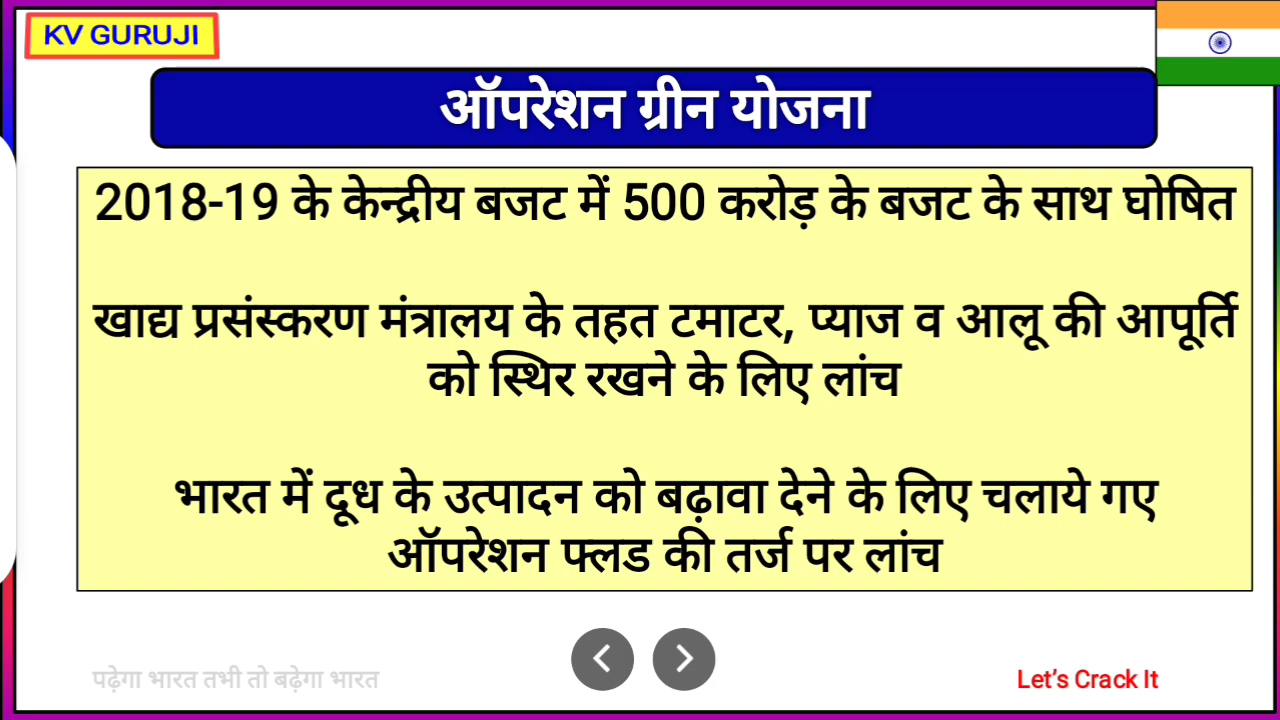 KV GURUJI
ऑपरेशन ग्रीन योजना
2018-19 के केन्द्रीय बजट में 500 करोड़ के बजट के साथ घोषित
खाद्य प्रसंस्करण मंत्रालय के तहत टमाटर, प्याज व आलू की आपूर्ति
को स्थिर रखने के लिए लांच
भारत में दूध के उत्पादन को बढ़ावा देने के लिए चलाये गए
ऑपरेशन फ्लड की तर्ज पर लांच
पढ़ेगा भारत तभी तो बढ़ेगा भारत
Let's Crack It